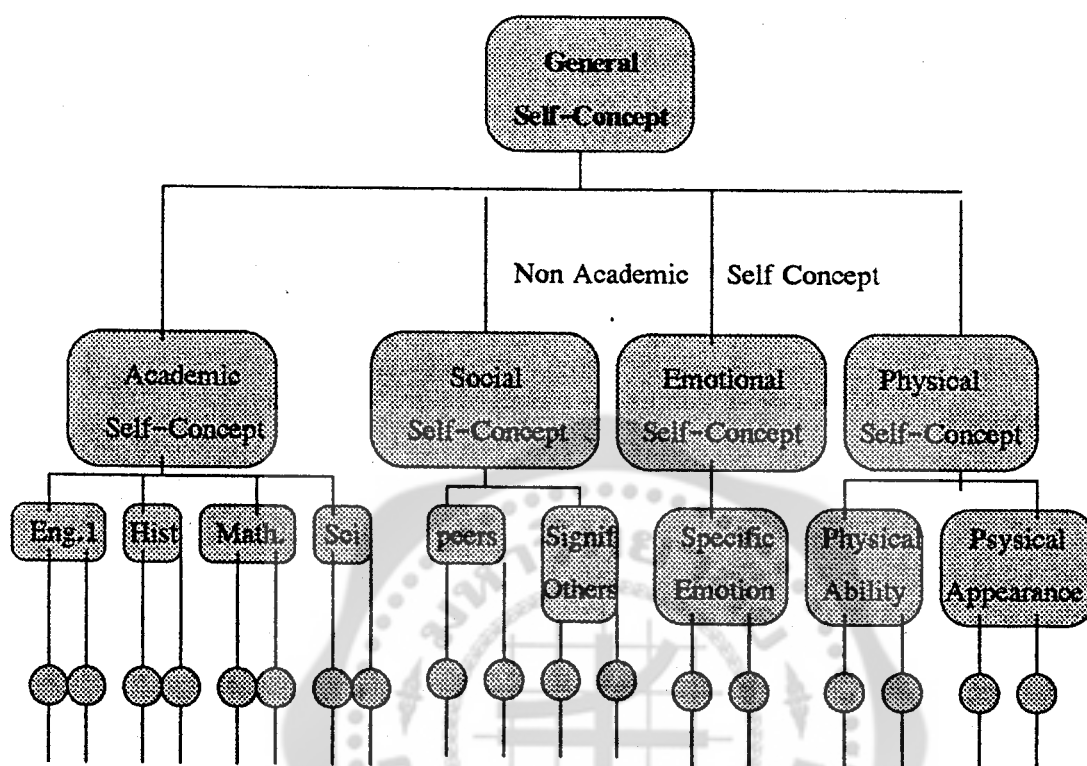 General
Self-Concept
Non Academic Self Concept
Academic
Self-Concept
Social
Self-Concept
Emotional
Self-Concept
Physical
Self-Concept
Eng.1
Hist
Math.
Sci
peers
Signif
Others
Specific
Emotion
Physical
Ability
Psysical
Appearance